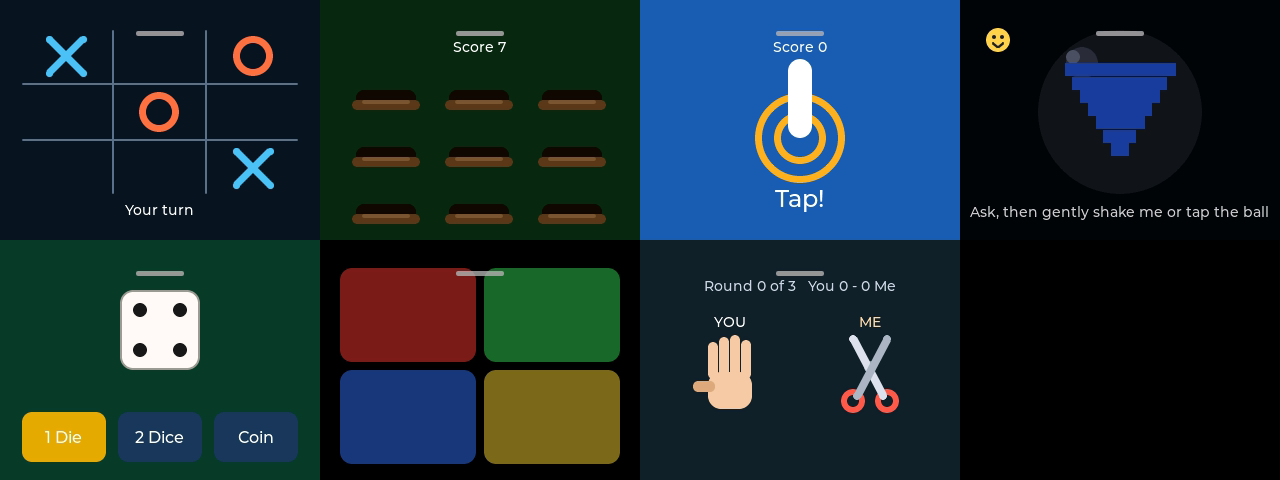 Your turn
Score 7
Score 0
Tap!
Ask, then gently shake me or tap the ball
1 Die
2 Dice
Coin
Round 0 of 3 You 0 - 0 Me
YOU
ME